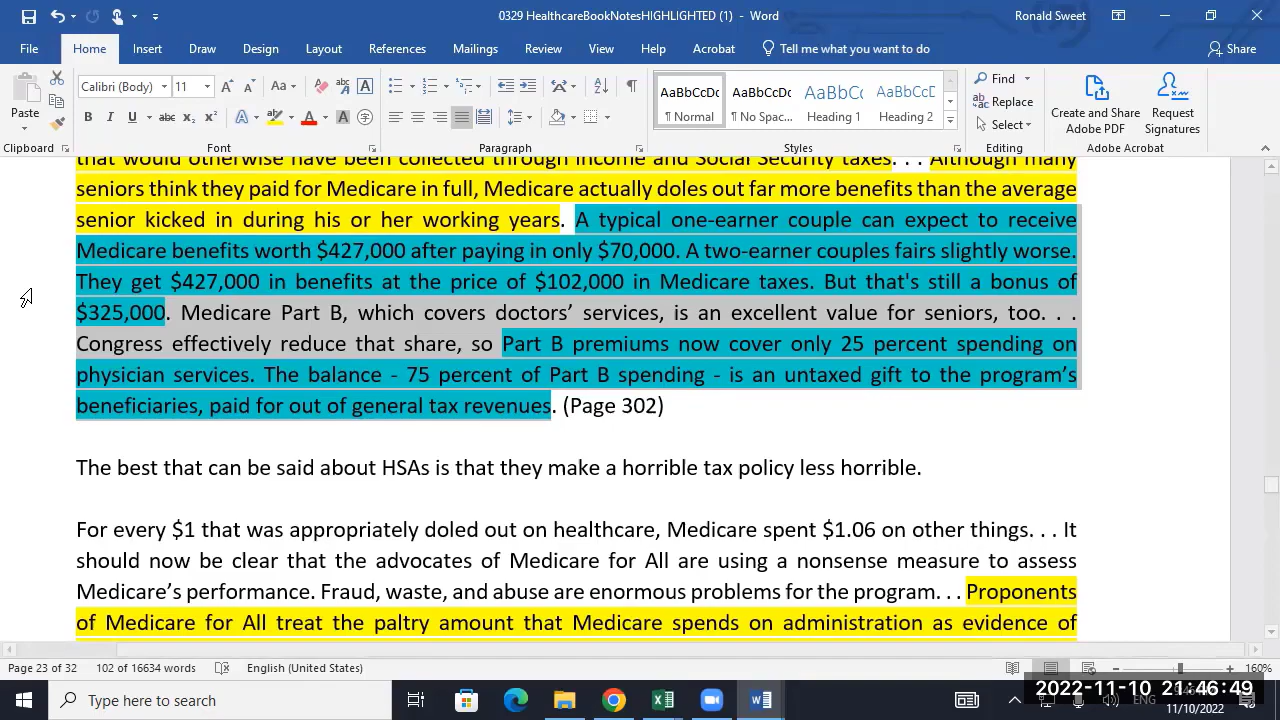 0329 HealthcareBookNotesHIGHLIGHTED (1) - Word
Ronald Sweet
File Home Insert Draw Design Layout References Mailings Review View Help Acrobat Tell me what you want to do Share
Paste
Calibri (Body) 11
Find
Replace
Select
AaBbCcDc ¶ Normal
AaBbCcDc ¶ No Spac...
AaBbCc Heading 1
AaBbCcD Heading 2
Create and Share Adobe PDF
Request Signatures
Clipboard Font Paragraph Styles Editing Adobe Acrobat
that would otherwise have been collected through income and Social Security taxes. . . Although many
seniors think they paid for Medicare in full, Medicare actually doles out far more benefits than the average
senior kicked in during his or her working years. A typical one-earner couple can expect to receive
Medicare benefits worth $427,000 after paying in only $70,000. A two-earner couples fairs slightly worse.
They get $427,000 in benefits at the price of $102,000 in Medicare taxes. But that's still a bonus of
$325,000. Medicare Part B, which covers doctors’ services, is an excellent value for seniors, too. . .
Congress effectively reduce that share, so Part B premiums now cover only 25 percent spending on
physician services. The balance - 75 percent of Part B spending - is an untaxed gift to the program’s
beneficiaries, paid for out of general tax revenues. (Page 302)
The best that can be said about HSAs is that they make a horrible tax policy less horrible.
For every $1 that was appropriately doled out on healthcare, Medicare spent $1.06 on other things. . . It
should now be clear that the advocates of Medicare for All are using a nonsense measure to assess
Medicare’s performance. Fraud, waste, and abuse are enormous problems for the program. . . Proponents
of Medicare for All treat the paltry amount that Medicare spends on administration as evidence of
Page 23 of 32 102 of 16634 words English (United States) 160%
Type here to search
2022-11-10 21:46:49
ENG
11/10/2022